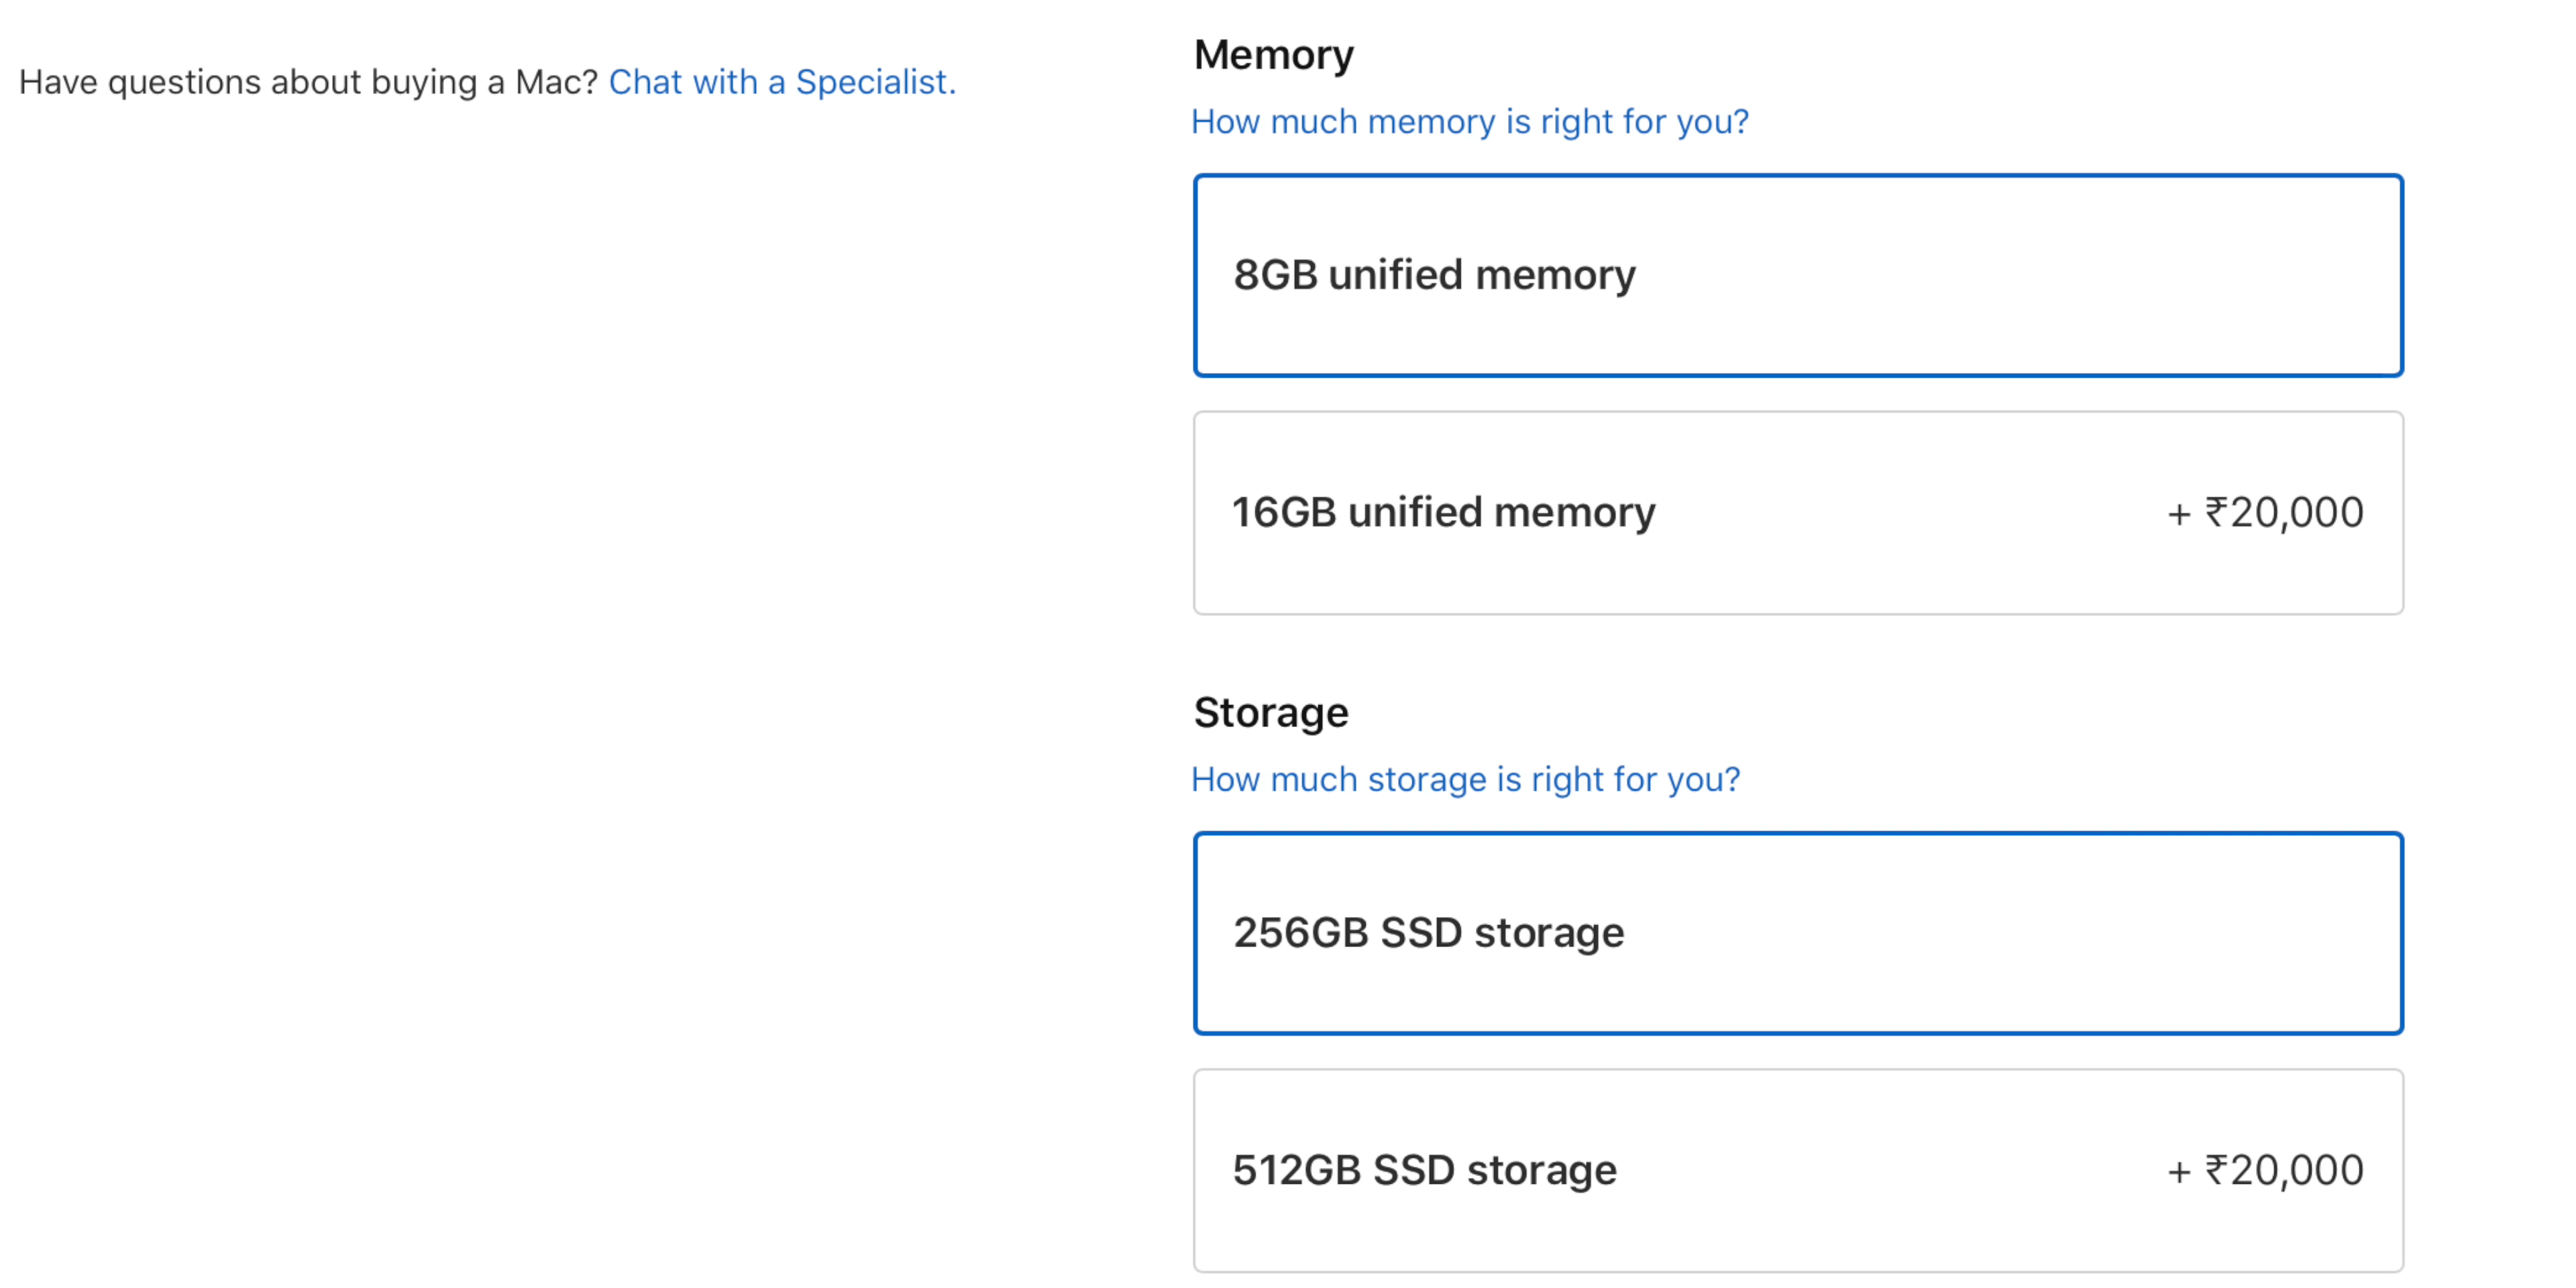 Have questions about buying a Mac? Chat with a Specialist.
Memory
How much memory is right for you?
8GB unified memory
16GB unified memory + ₹20,000
Storage
How much storage is right for you?
256GB SSD storage
512GB SSD storage + ₹20,000